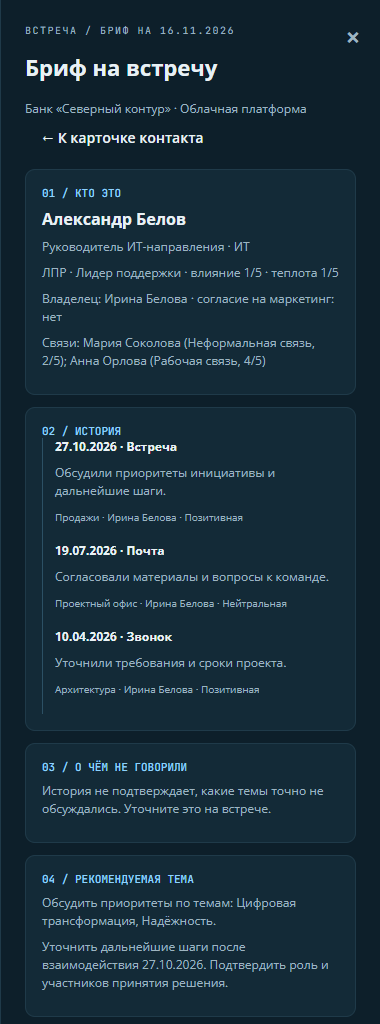 ВСТРЕЧА / БРИФ НА 16.11.2026
×
Бриф на встречу
Банк «Северный контур» · Облачная платформа
← К карточке контакта
01 / КТО ЭТО
Александр Белов
Руководитель ИТ-направления · ИТ
ЛПР · Лидер поддержки · влияние 1/5 · теплота 1/5
Владелец: Ирина Белова · согласие на маркетинг:
нет
Связи: Мария Соколова (Неформальная связь,
2/5); Анна Орлова (Рабочая связь, 4/5)
02 / ИСТОРИЯ
27.10.2026 · Встреча
Обсудили приоритеты инициативы и
дальнейшие шаги.
Продажи · Ирина Белова · Позитивная
19.07.2026 · Почта
Согласовали материалы и вопросы к команде.
Проектный офис · Ирина Белова · Нейтральная
10.04.2026 · Звонок
Уточнили требования и сроки проекта.
Архитектура · Ирина Белова · Позитивная
03 / О ЧЁМ НЕ ГОВОРИЛИ
История не подтверждает, какие темы точно не
обсуждались. Уточните это на встрече.
04 / РЕКОМЕНДУЕМАЯ ТЕМА
Обсудить приоритеты по темам: Цифровая
трансформация, Надёжность.
Уточнить дальнейшие шаги после
взаимодействия 27.10.2026. Подтвердить роль и
участников принятия решения.